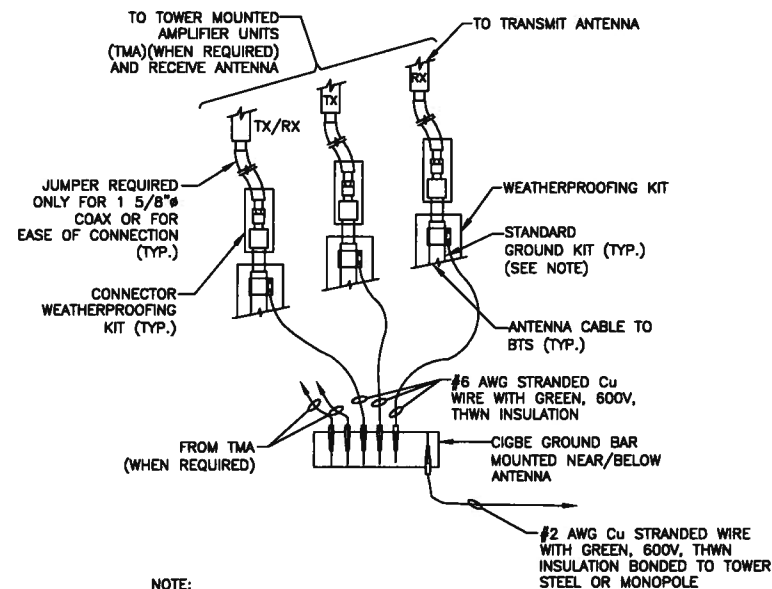 TO TOWER MOUNTED
AMPLIFIER UNITS
(TMA)(WHEN REQUIRED)
AND RECEIVE ANTENNA
TO TRANSMIT ANTENNA
TX/RX
TX
RX
JUMPER REQUIRED
ONLY FOR 1 5/8"ø
COAX OR FOR
EASE OF CONNECTION
(TYP.)
WEATHERPROOFING KIT
STANDARD
GROUND KIT (TYP.)
(SEE NOTE)
CONNECTOR
WEATHERPROOFING
KIT (TYP.)
ANTENNA CABLE TO
BTS (TYP.)
#6 AWG STRANDED Cu
WIRE WITH GREEN, 600V,
THWN INSULATION
FROM TMA
(WHEN REQUIRED)
CIGBE GROUND BAR
MOUNTED NEAR/BELOW
ANTENNA
#2 AWG Cu STRANDED WIRE
WITH GREEN, 600V, THWN
INSULATION BONDED TO TOWER
STEEL OR MONOPOLE
NOTE: